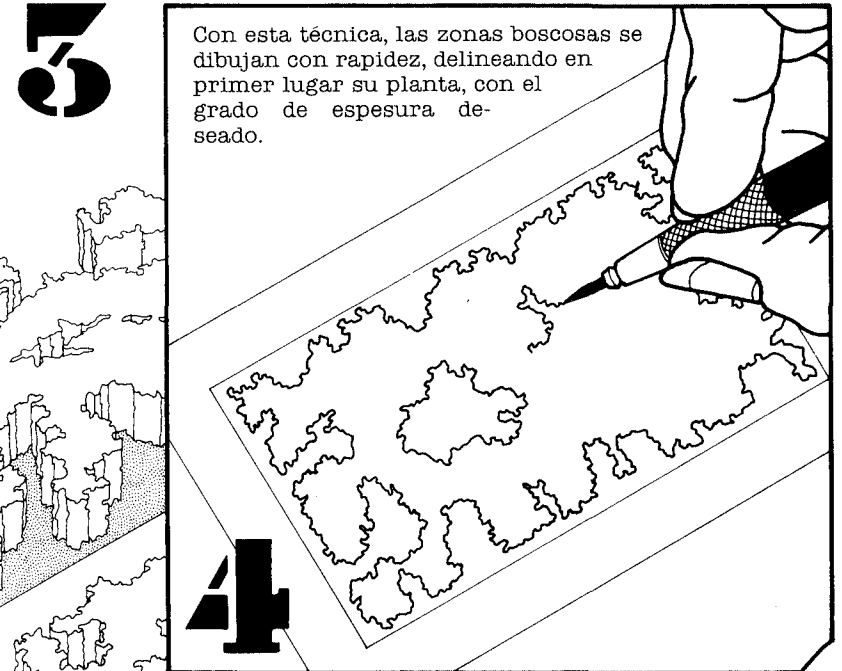 3
Con esta técnica, las zonas boscosas se
dibujan con rapidez, delineando en
primer lugar su planta, con el
grado de espesura de-
seado.
4